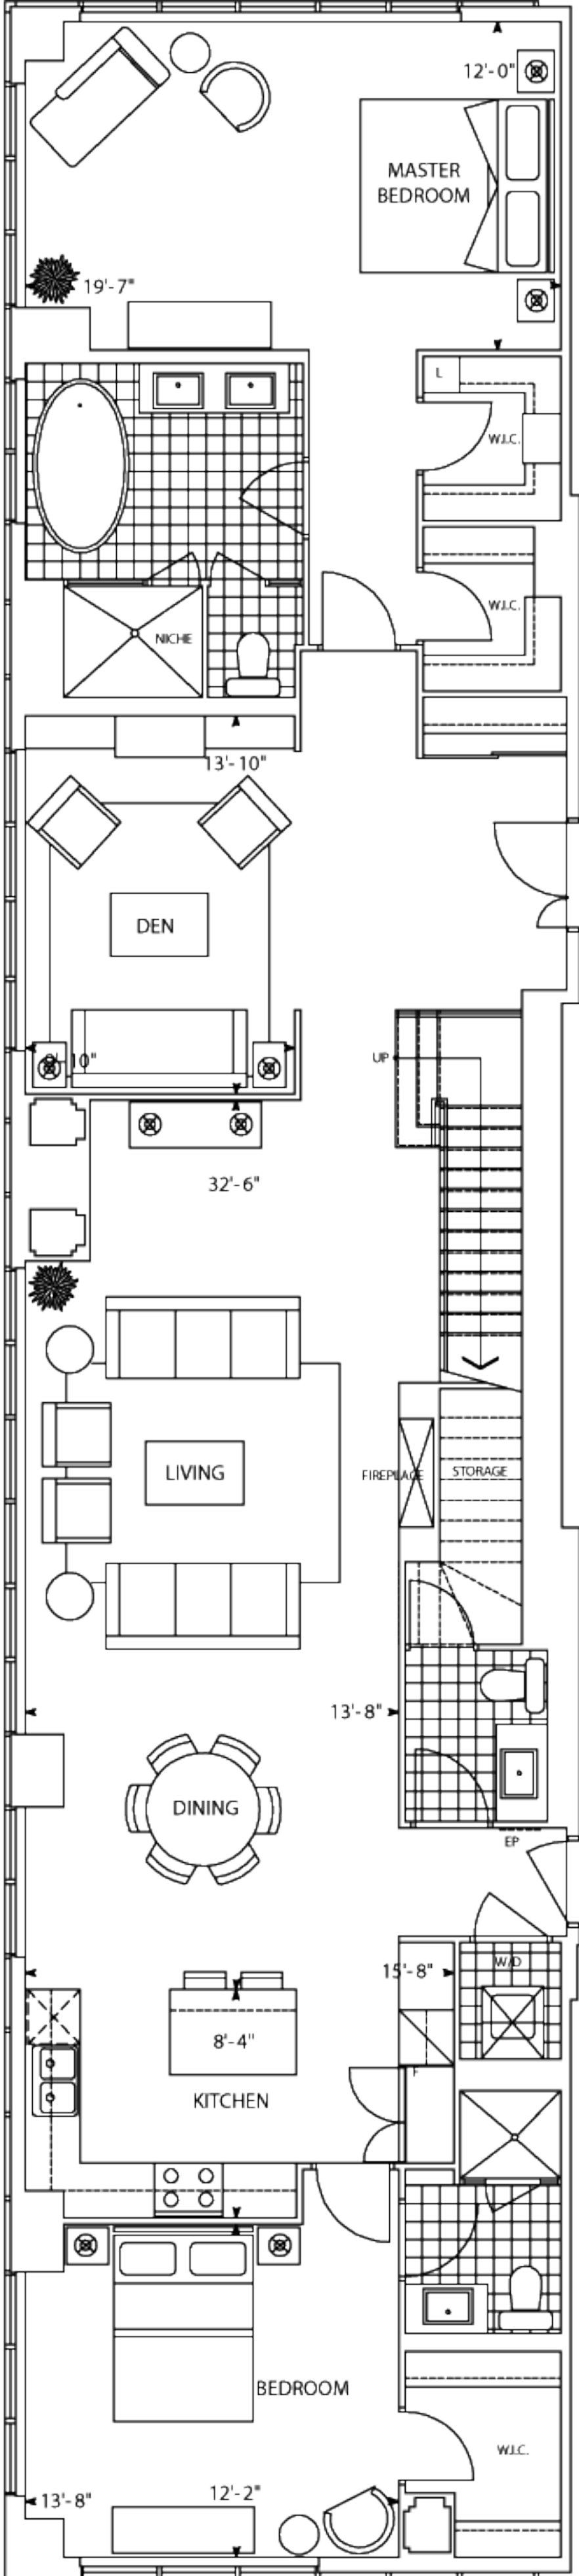 12'-0"
MASTER
BEDROOM
19'-7"
L
W.I.C.
W.I.C.
NICHE
13'-10"
DEN
10"
UP
32'-6"
LIVING
FIREPLACE
STORAGE
13'-8"
DINING
EP
W/D
15'-8"
8'-4"
F
KITCHEN
BEDROOM
W.I.C.
13'-8"
12'-2"